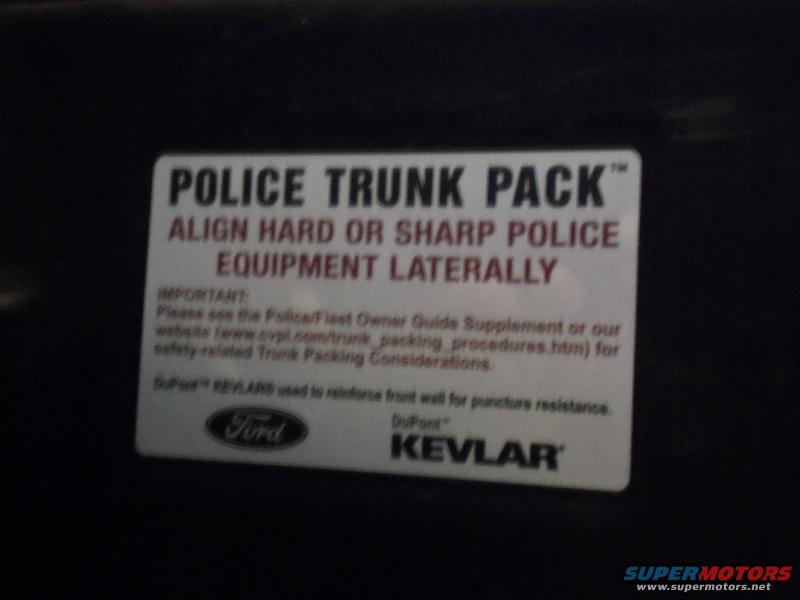 POLICE TRUNK PACK™
ALIGN HARD OR SHARP POLICE
EQUIPMENT LATERALLY
IMPORTANT:
Please see the Police/Fleet Owner Guide Supplement or our
website (www.cvpi.com/trunk_packing_procedures.htm) for
safety-related Trunk Packing Considerations.
DuPont™ KEVLAR® used to reinforce front wall for puncture resistance.
Ford
DuPont™
KEVLAR®
SUPERMOTORS
www.supermotors.net